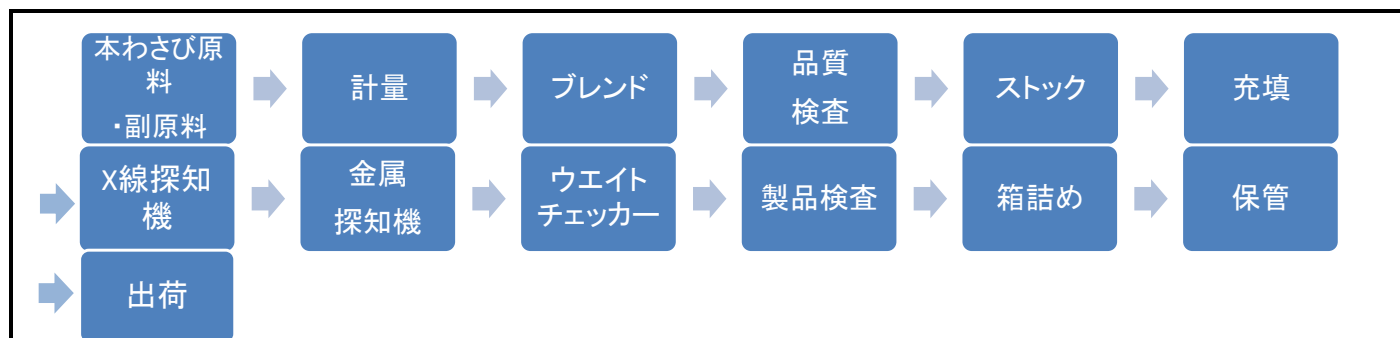 本わさび原
料
・副原料
計量
ブレンド
品質
検査
ストック
充填
X線探知
機
金属
探知機
ウエイト
チェッカー
製品検査
箱詰め
保管
出荷